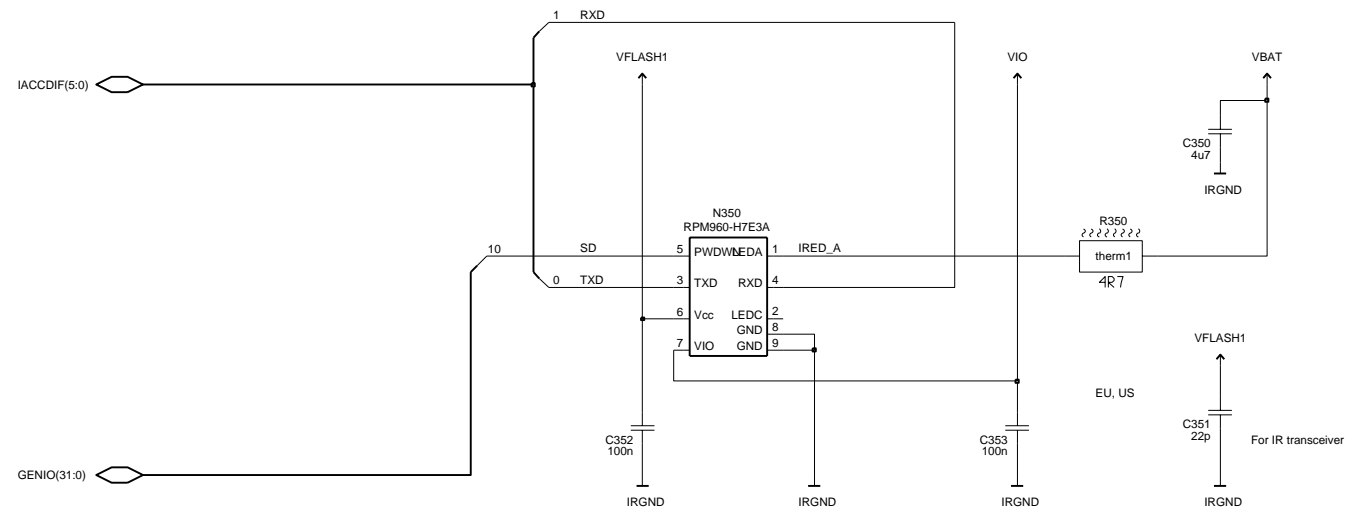 1 RXD
VFLASH1 VIO VBAT
IACCDIF(5:0)
C350
4u7
IRGND
N350
RPM960-H7E3A
R350
10 SD 5 PWDWN LEDA 1 IRED_A therm1
4R7
0 TXD 3 TXD RXD 4
6 Vcc LEDC 2
GND 8
7 VIO GND 9
VFLASH1
EU, US
C351
22p
For IR transceiver
C352
100n
C353
100n
GENIO(31:0)
IRGND IRGND IRGND IRGND